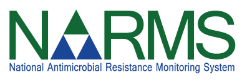 NARMS
National Antimicrobial Resistance Monitoring System